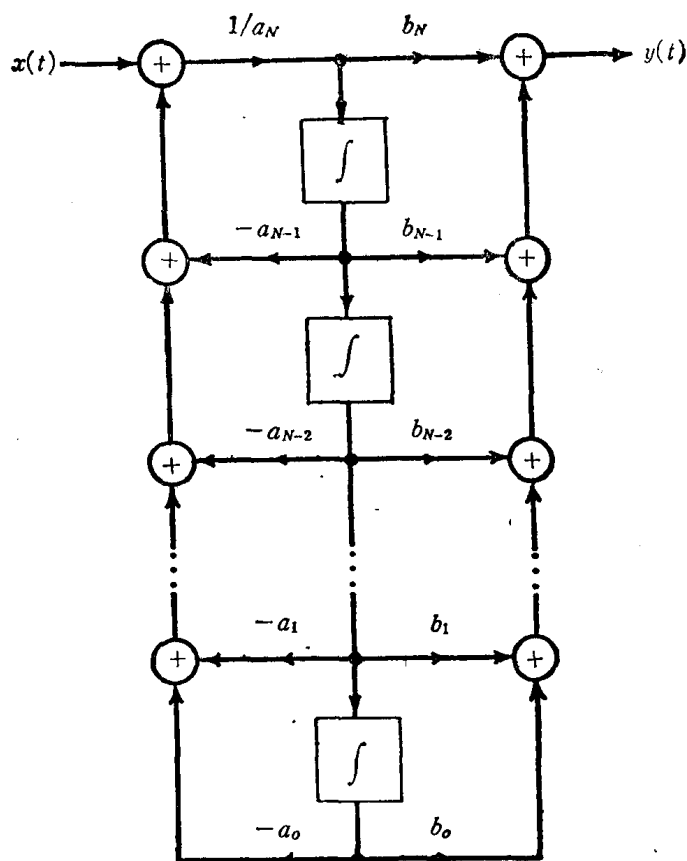 1/a_N b_N
x(t) + + y(t)
∫
-a_{N-1} b_{N-1}
+ +
∫
-a_{N-2} b_{N-2}
+ +
-a_1 b_1
+ +
∫
-a_o b_o